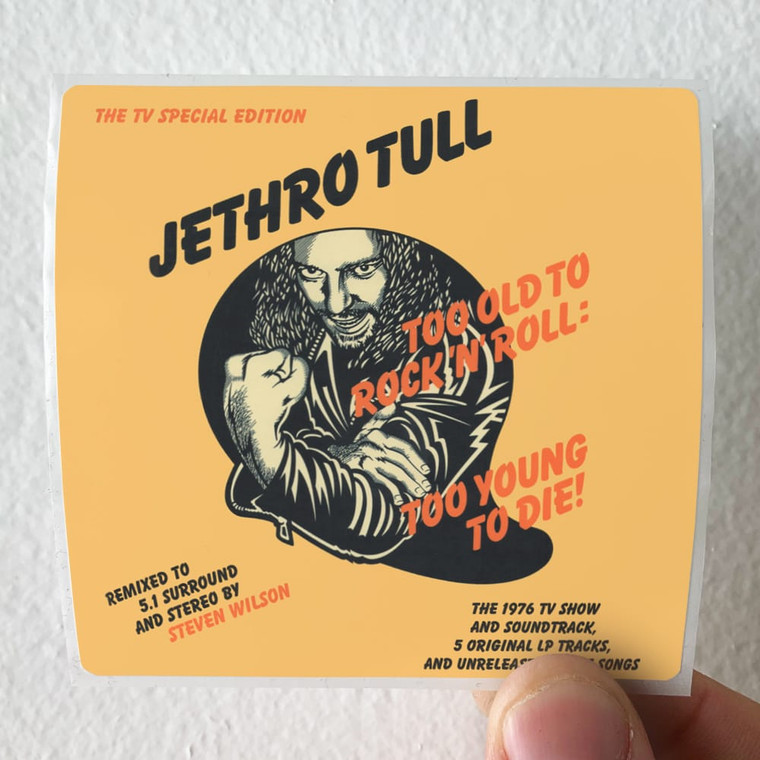 THE TV SPECIAL EDITION
JETHRO TULL
TOO OLD TO
ROCK'N'ROLL:
TOO YOUNG
TO DIE!
REMIXED TO
5.1 SURROUND
AND STEREO BY
STEVEN WILSON
THE 1976 TV SHOW
AND SOUNDTRACK,
5 ORIGINAL LP TRACKS,
AND SONGS